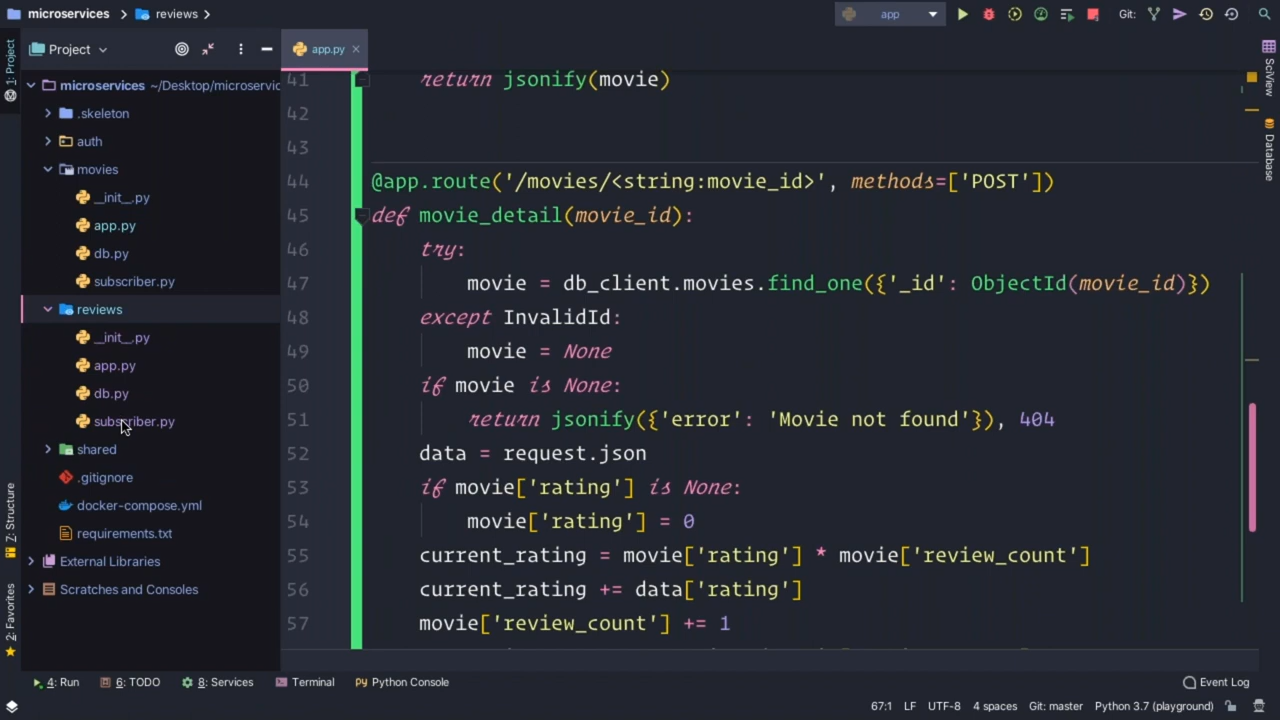 microservices
reviews
app
Git:
Project
app.py
1: Project
SciView
Database
Z: Structure
2: Favorites
microservices ~/Desktop/microservic
.skeleton
auth
movies
__init__.py
app.py
db.py
subscriber.py
reviews
__init__.py
app.py
db.py
subscriber.py
shared
.gitignore
docker-compose.yml
requirements.txt
External Libraries
Scratches and Consoles
41 return jsonify(movie)
42
43
44 @app.route('/movies/<string:movie_id>', methods=['POST'])
45 def movie_detail(movie_id):
46 try:
47 movie = db_client.movies.find_one({'_id': ObjectId(movie_id)})
48 except InvalidId:
49 movie = None
50 if movie is None:
51 return jsonify({'error': 'Movie not found'}), 404
52 data = request.json
53 if movie['rating'] is None:
54 movie['rating'] = 0
55 current_rating = movie['rating'] * movie['review_count']
56 current_rating += data['rating']
57 movie['review_count'] += 1
4: Run
6: TODO
8: Services
Terminal
Python Console
Event Log
67:1 LF UTF-8 4 spaces Git: master Python 3.7 (playground)